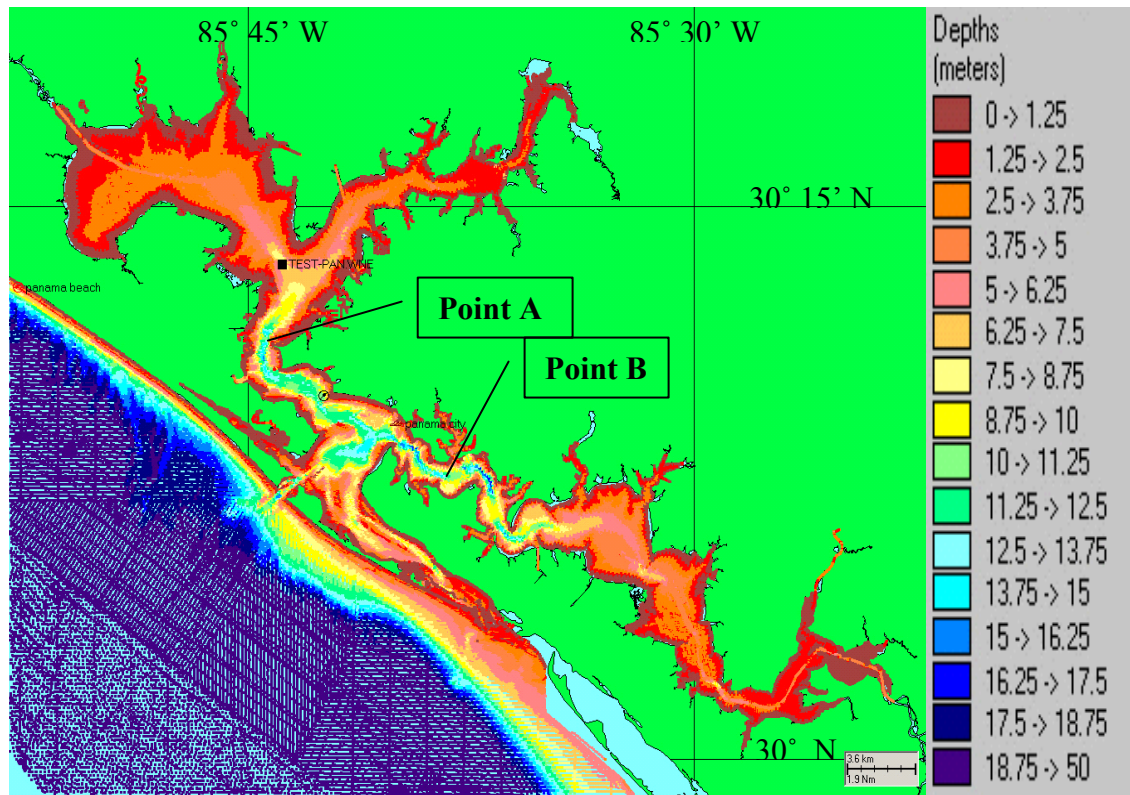 85° 45’ W
85° 30’ W
30° 15’ N
TEST-PAN.WNE
panama beach
Point A
Point B
panama city
30° N
3.6 km
1.9 Nm
Depths
(meters)
0 -> 1.25
1.25 -> 2.5
2.5 -> 3.75
3.75 -> 5
5 -> 6.25
6.25 -> 7.5
7.5 -> 8.75
8.75 -> 10
10 -> 11.25
11.25 -> 12.5
12.5 -> 13.75
13.75 -> 15
15 -> 16.25
16.25 -> 17.5
17.5 -> 18.75
18.75 -> 50